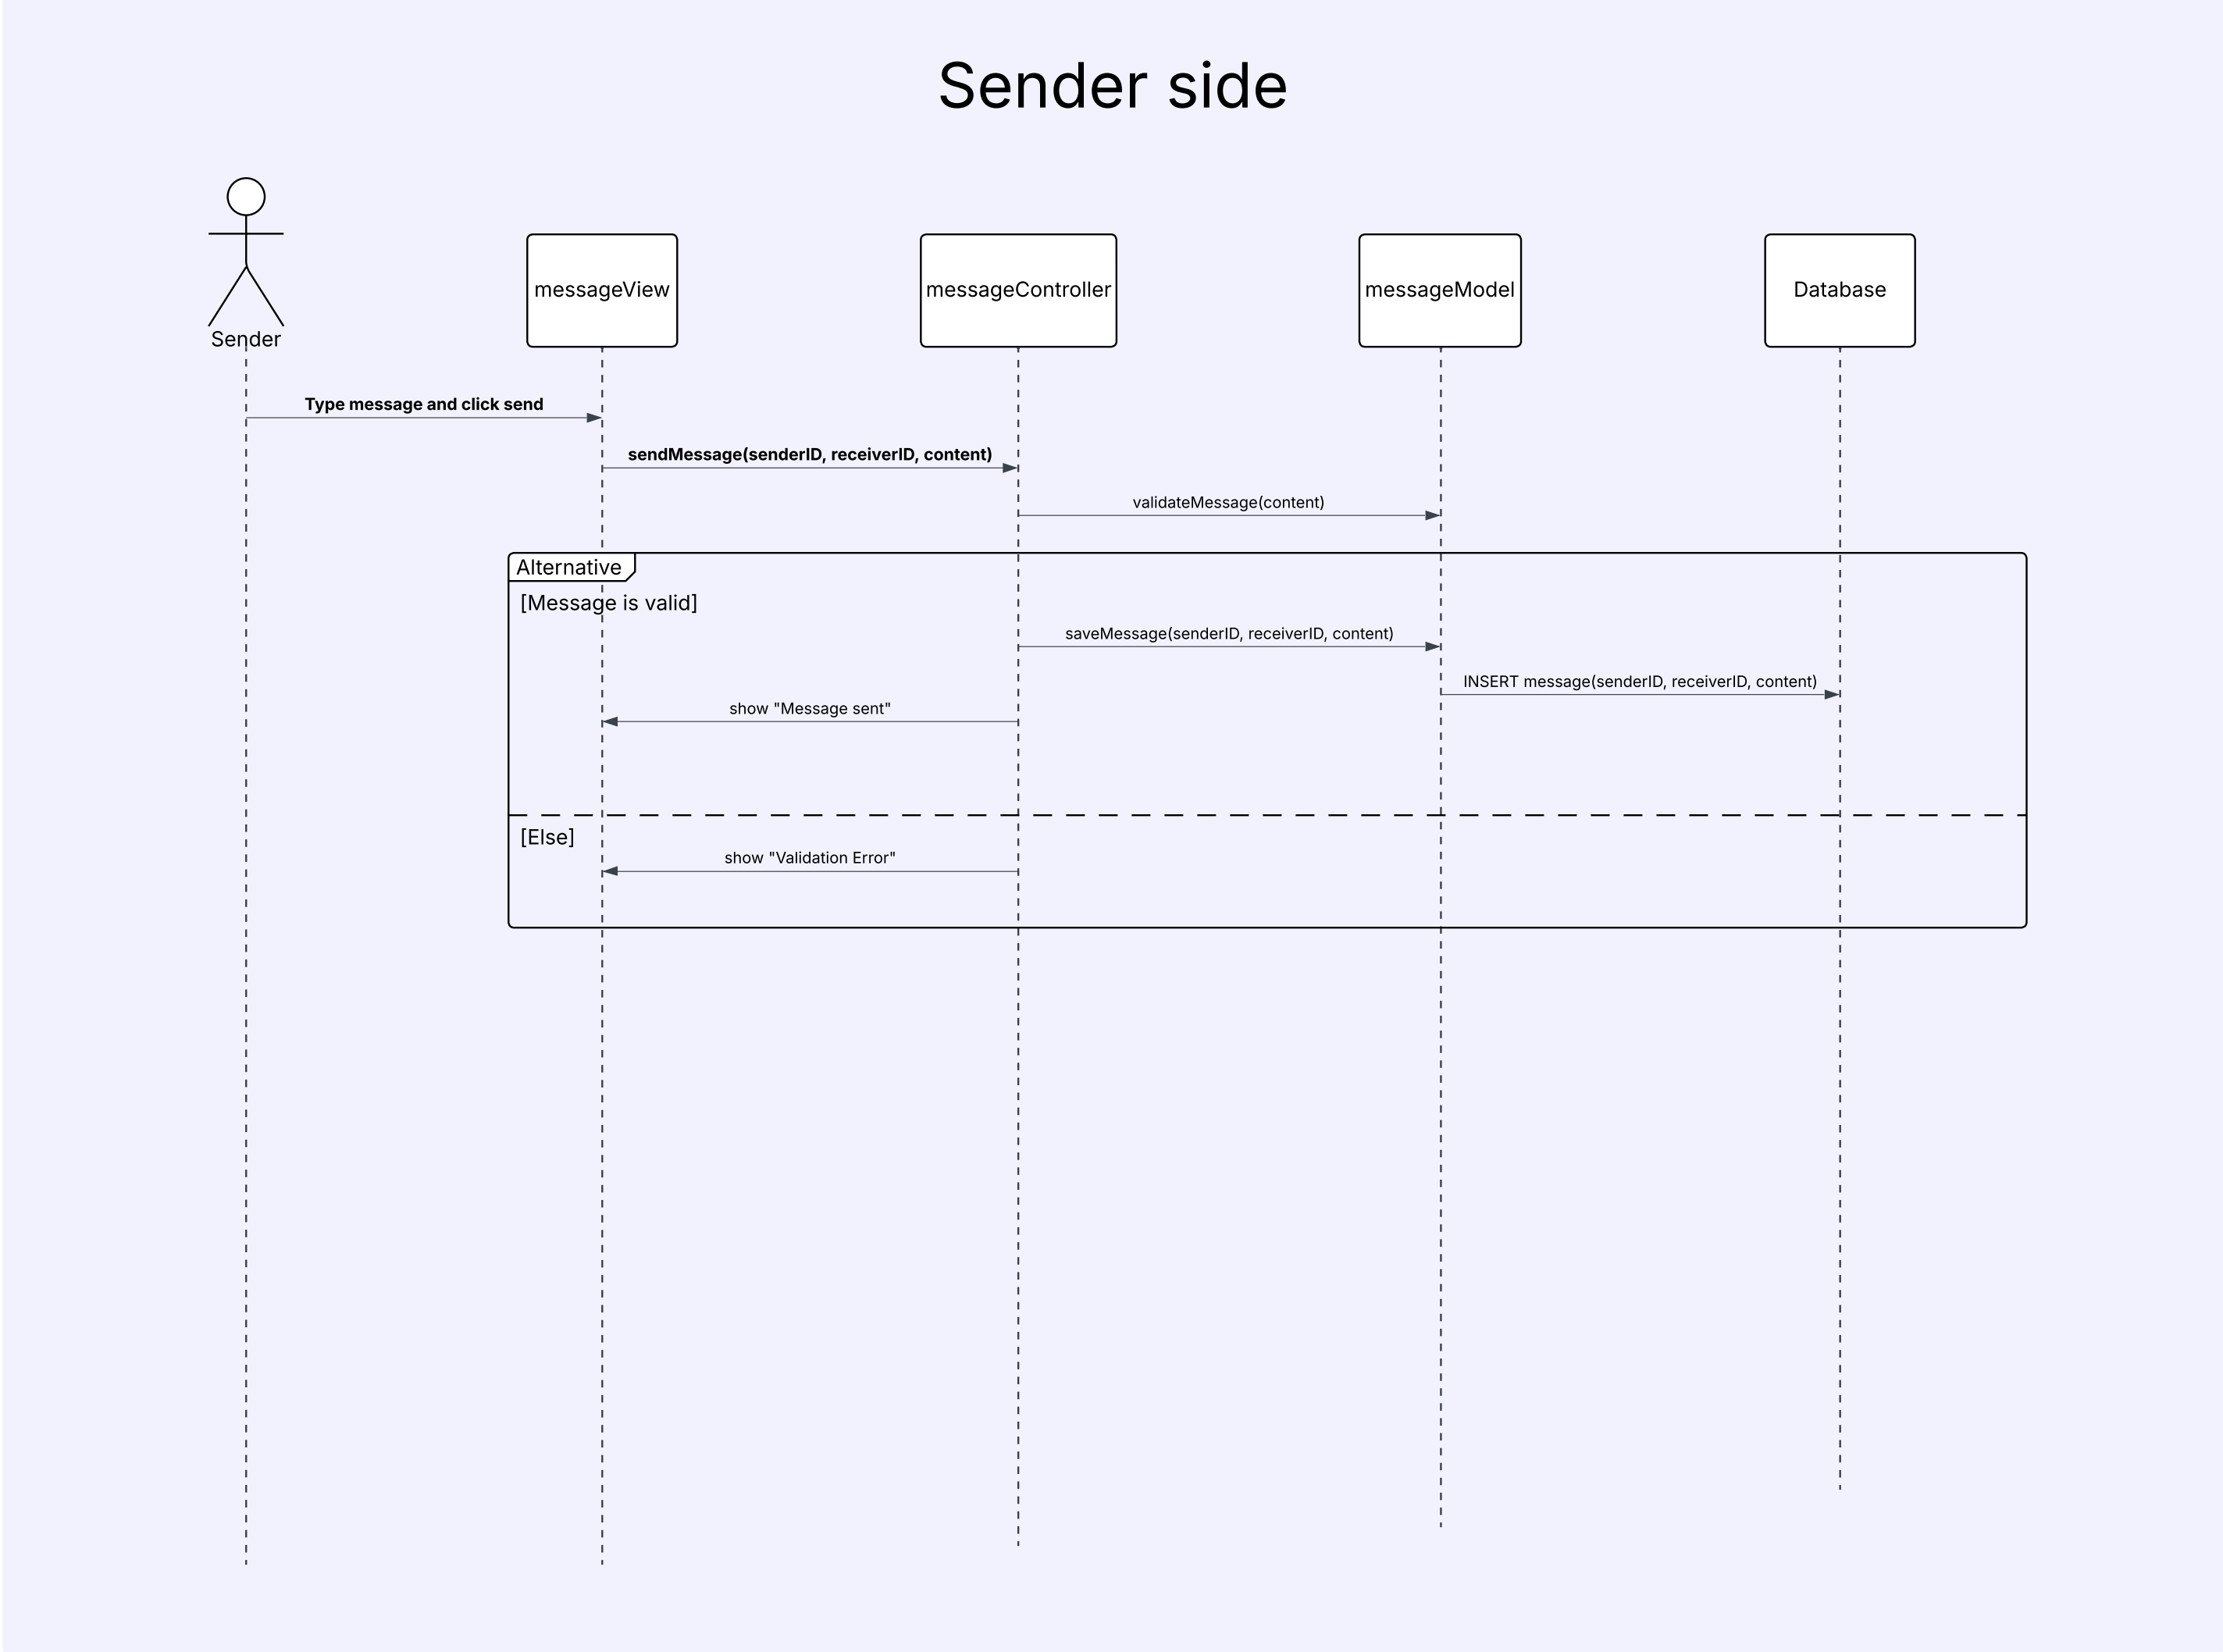 Sender side
Sender
messageView
messageController
messageModel
Database
Type message and click send
sendMessage(senderID, receiverID, content)
validateMessage(content)
Alternative
[Message is valid]
saveMessage(senderID, receiverID, content)
INSERT message(senderID, receiverID, content)
show "Message sent"
[Else]
show "Validation Error"